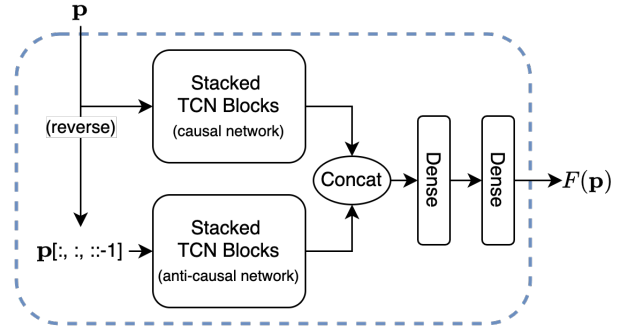 p
Stacked
TCN Blocks
(causal network)
(reverse)
Concat
Dense
Dense
F(p)
p[:, :, ::-1]
Stacked
TCN Blocks
(anti-causal network)